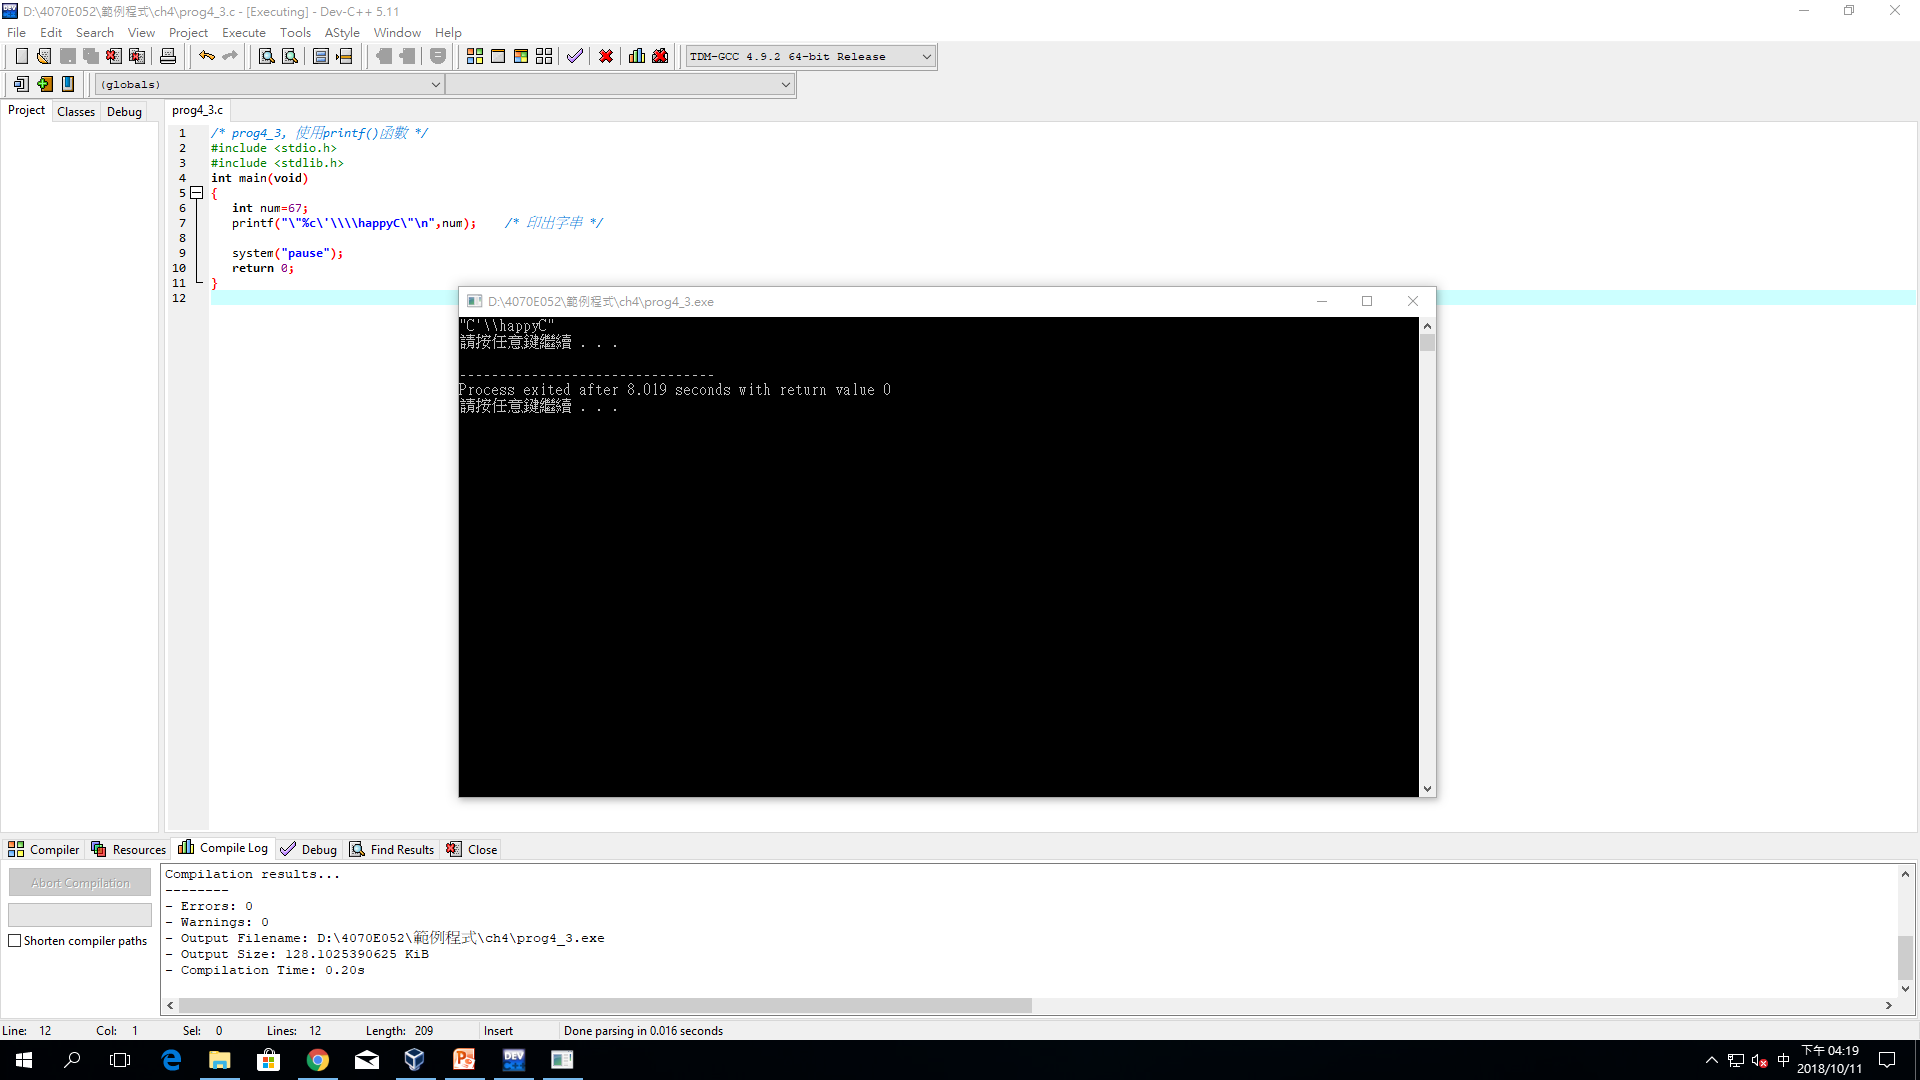 D:\4070E052\範例程式\ch4\prog4_3.c - [Executing] - Dev-C++ 5.11
File Edit Search View Project Execute Tools AStyle Window Help
TDM-GCC 4.9.2 64-bit Release
(globals)
Project Classes Debug
prog4_3.c
1 /* prog4_3, 使用printf()函數 */
2 #include <stdio.h>
3 #include <stdlib.h>
4 int main(void)
5 {
6 int num=67;
7 printf("\"%c\'\\\\happyC\"\n",num); /* 印出字串 */
8
9 system("pause");
10 return 0;
11 }
12
D:\4070E052\範例程式\ch4\prog4_3.exe
"C'\\happyC"
請按任意鍵繼續 . . .
--------------------------------
Process exited after 8.019 seconds with return value 0
請按任意鍵繼續 . . .
Compiler Resources Compile Log Debug Find Results Close
Abort Compilation
Shorten compiler paths
Compilation results...
--------
- Errors: 0
- Warnings: 0
- Output Filename: D:\4070E052\範例程式\ch4\prog4_3.exe
- Output Size: 128.1025390625 KiB
- Compilation Time: 0.20s
Line: 12 Col: 1 Sel: 0 Lines: 12 Length: 209 Insert Done parsing in 0.016 seconds
DEV
中
下午 04:19
2018/10/11